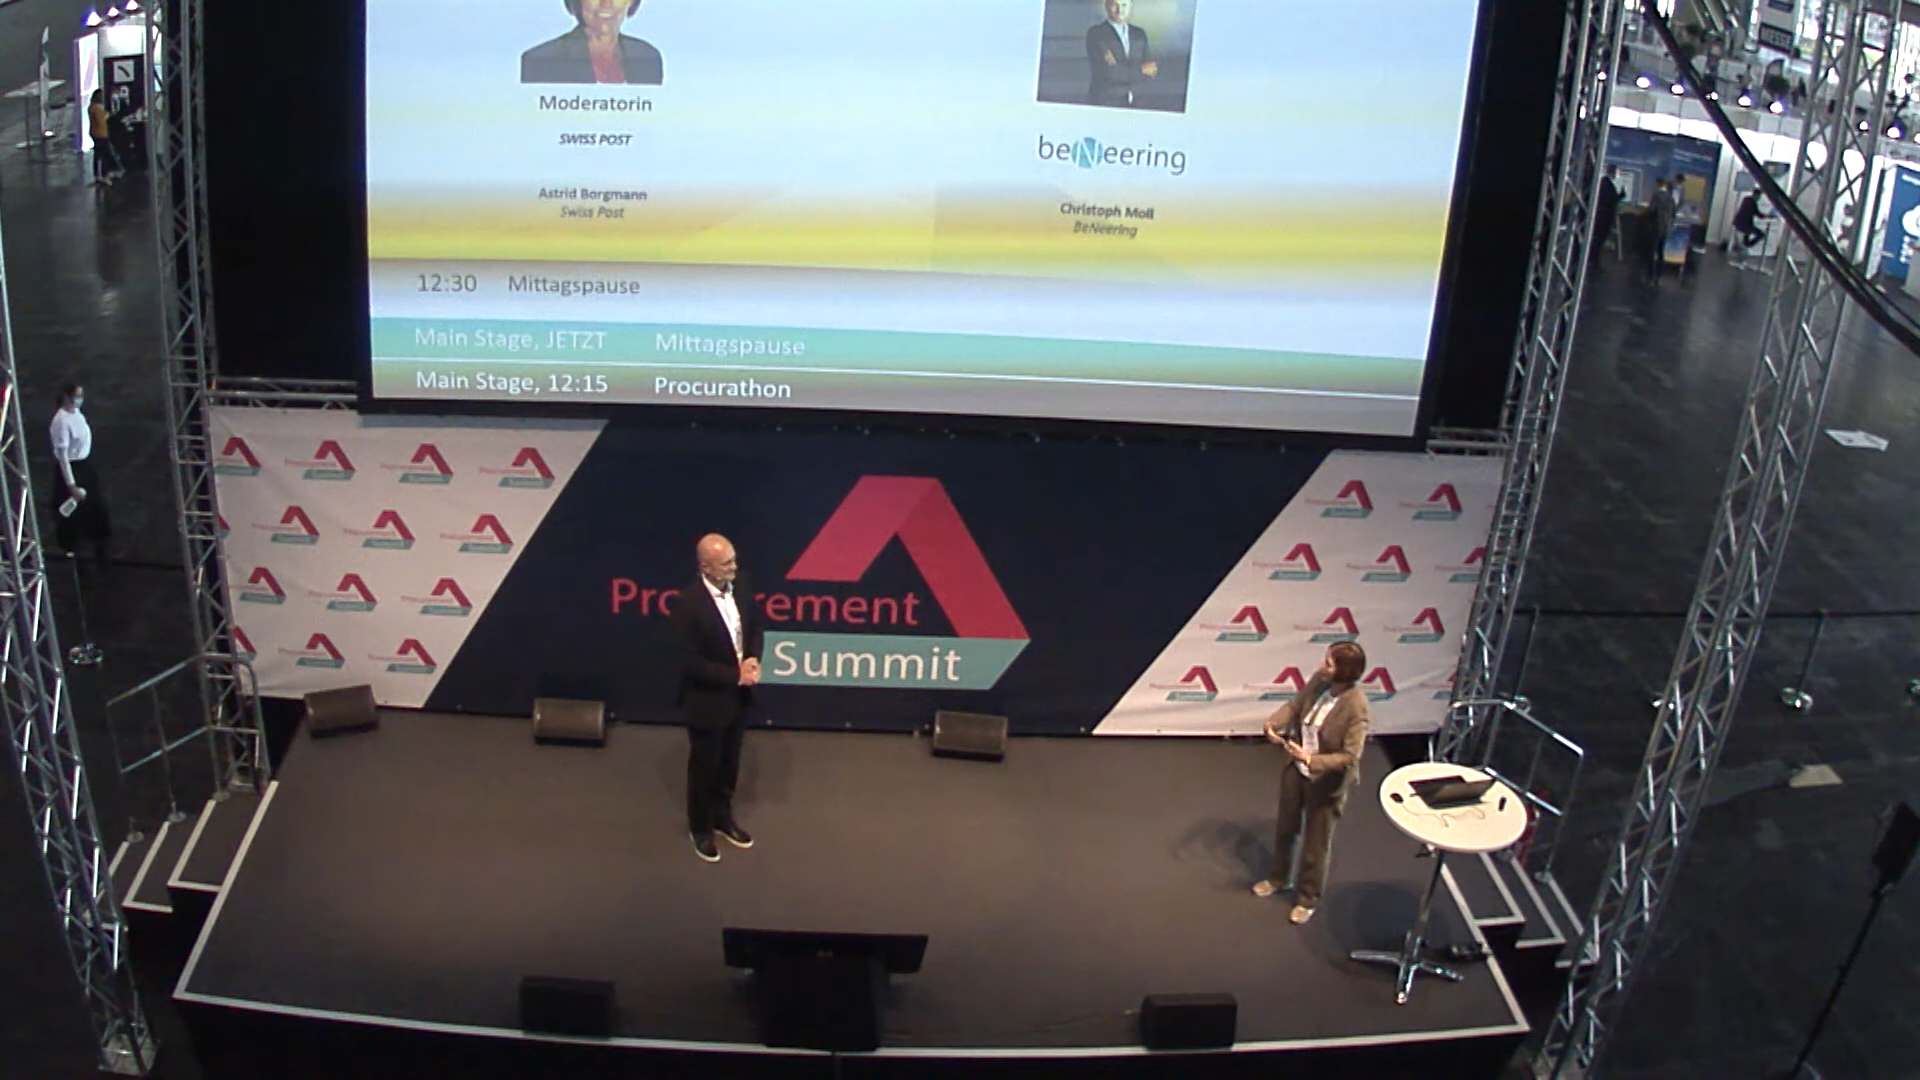 Moderatorin
SWISS POST
Astrid Borgmann
Swiss Post
beNeering
Christoph Moll
BeNeering
12:30 Mittagspause
Main Stage, JETZT Mittagspause
Main Stage, 12:15 Procurathon
Procurement
Summit